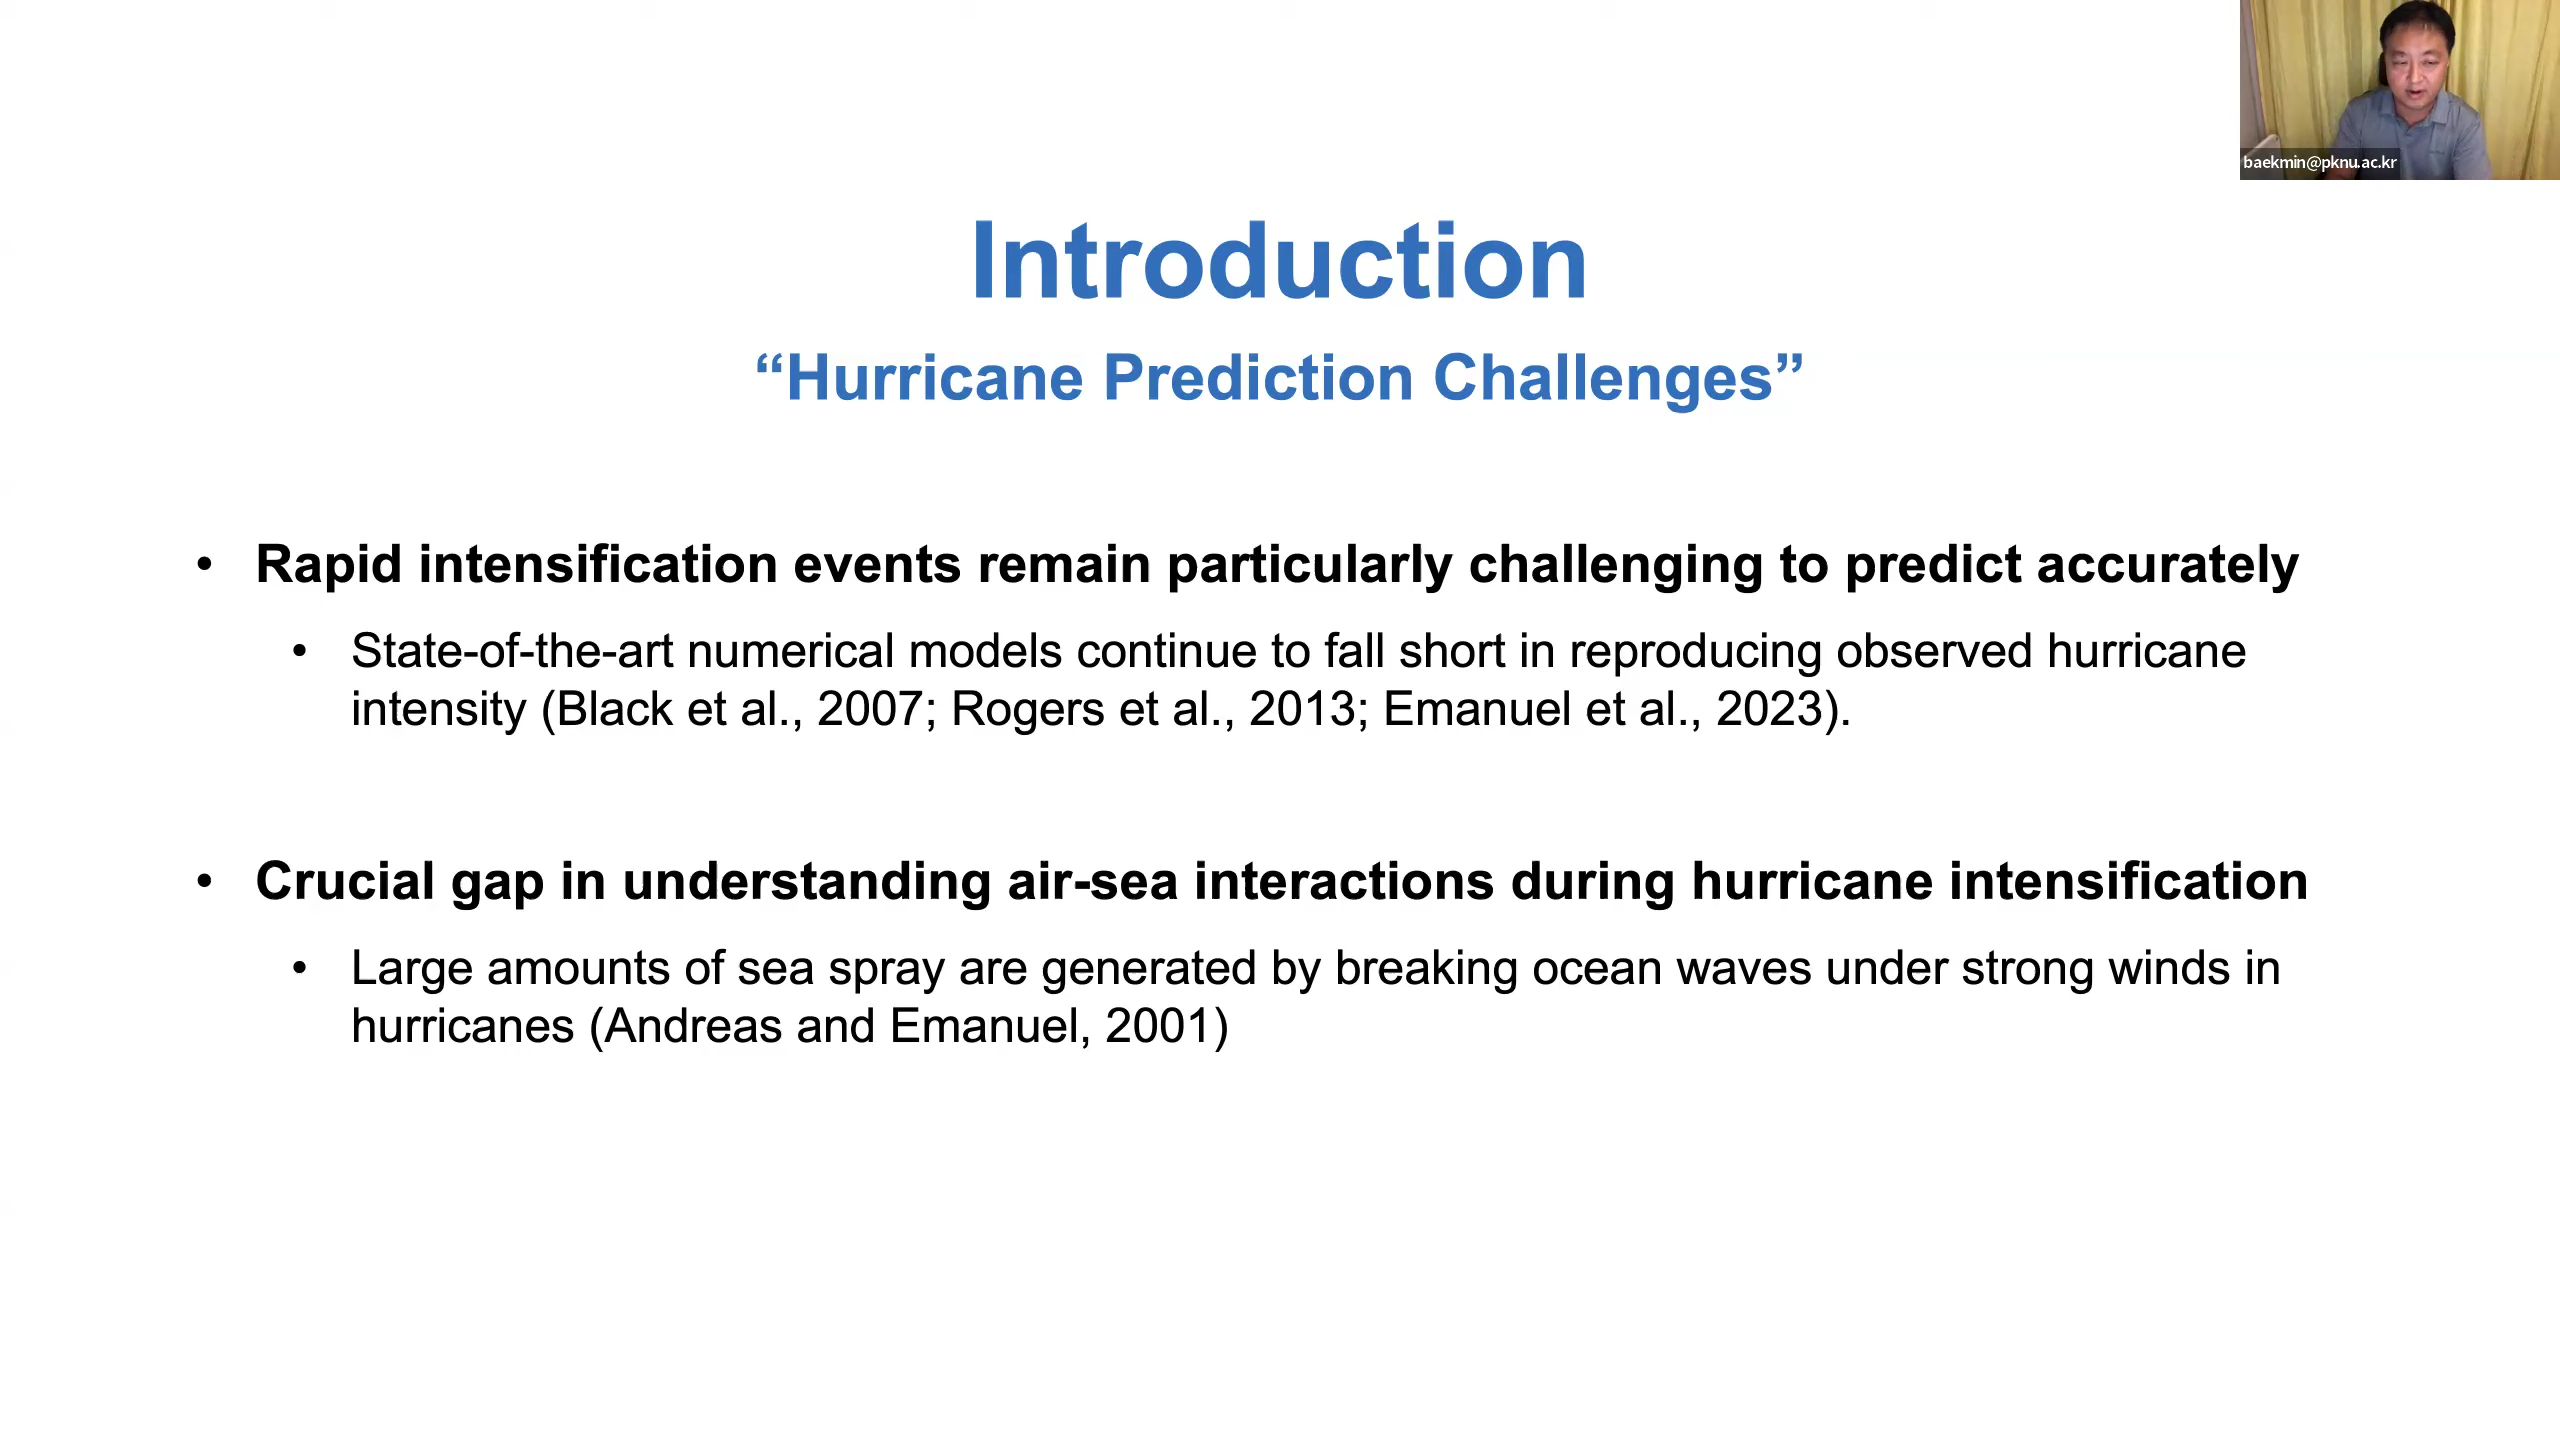 baekmin@pknu.ac.kr
Introduction
“Hurricane Prediction Challenges”
• Rapid intensification events remain particularly challenging to predict accurately
• State-of-the-art numerical models continue to fall short in reproducing observed hurricane
intensity (Black et al., 2007; Rogers et al., 2013; Emanuel et al., 2023).
• Crucial gap in understanding air-sea interactions during hurricane intensification
• Large amounts of sea spray are generated by breaking ocean waves under strong winds in
hurricanes (Andreas and Emanuel, 2001)